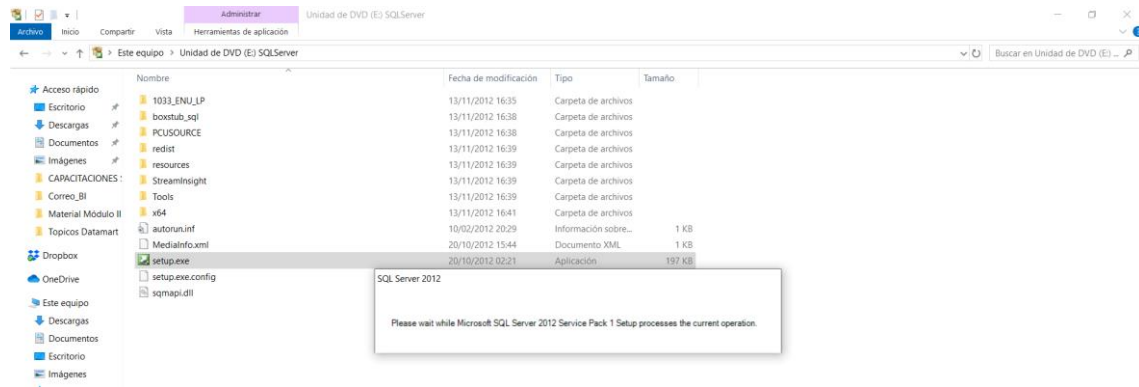 Administrar
Unidad de DVD (E:) SQLServer
Archivo Inicio Compartir Vista Herramientas de aplicación
Este equipo > Unidad de DVD (E:) SQLServer
Buscar en Unidad de DVD (E:) ...
Nombre Fecha de modificación Tipo Tamaño
Acceso rápido
Escritorio
Descargas
Documentos
Imágenes
CAPACITACIONES
Correo_BI
Material Módulo II
Topicos Datamart
Dropbox
OneDrive
Este equipo
Descargas
Documentos
Escritorio
Imágenes
1033_ENU_LP 13/11/2012 16:35 Carpeta de archivos
boxstub_sql 13/11/2012 16:38 Carpeta de archivos
PCUSOURCE 13/11/2012 16:38 Carpeta de archivos
redist 13/11/2012 16:39 Carpeta de archivos
resources 13/11/2012 16:39 Carpeta de archivos
StreamInsight 13/11/2012 16:39 Carpeta de archivos
Tools 13/11/2012 16:39 Carpeta de archivos
x64 13/11/2012 16:41 Carpeta de archivos
autorun.inf 10/02/2012 20:29 Información sobre... 1 KB
MediaInfo.xml 20/10/2012 15:44 Documento XML 1 KB
setup.exe 20/10/2012 02:21 Aplicación 197 KB
setup.exe.config
sqmapi.dll
SQL Server 2012
Please wait while Microsoft SQL Server 2012 Service Pack 1 Setup processes the current operation.